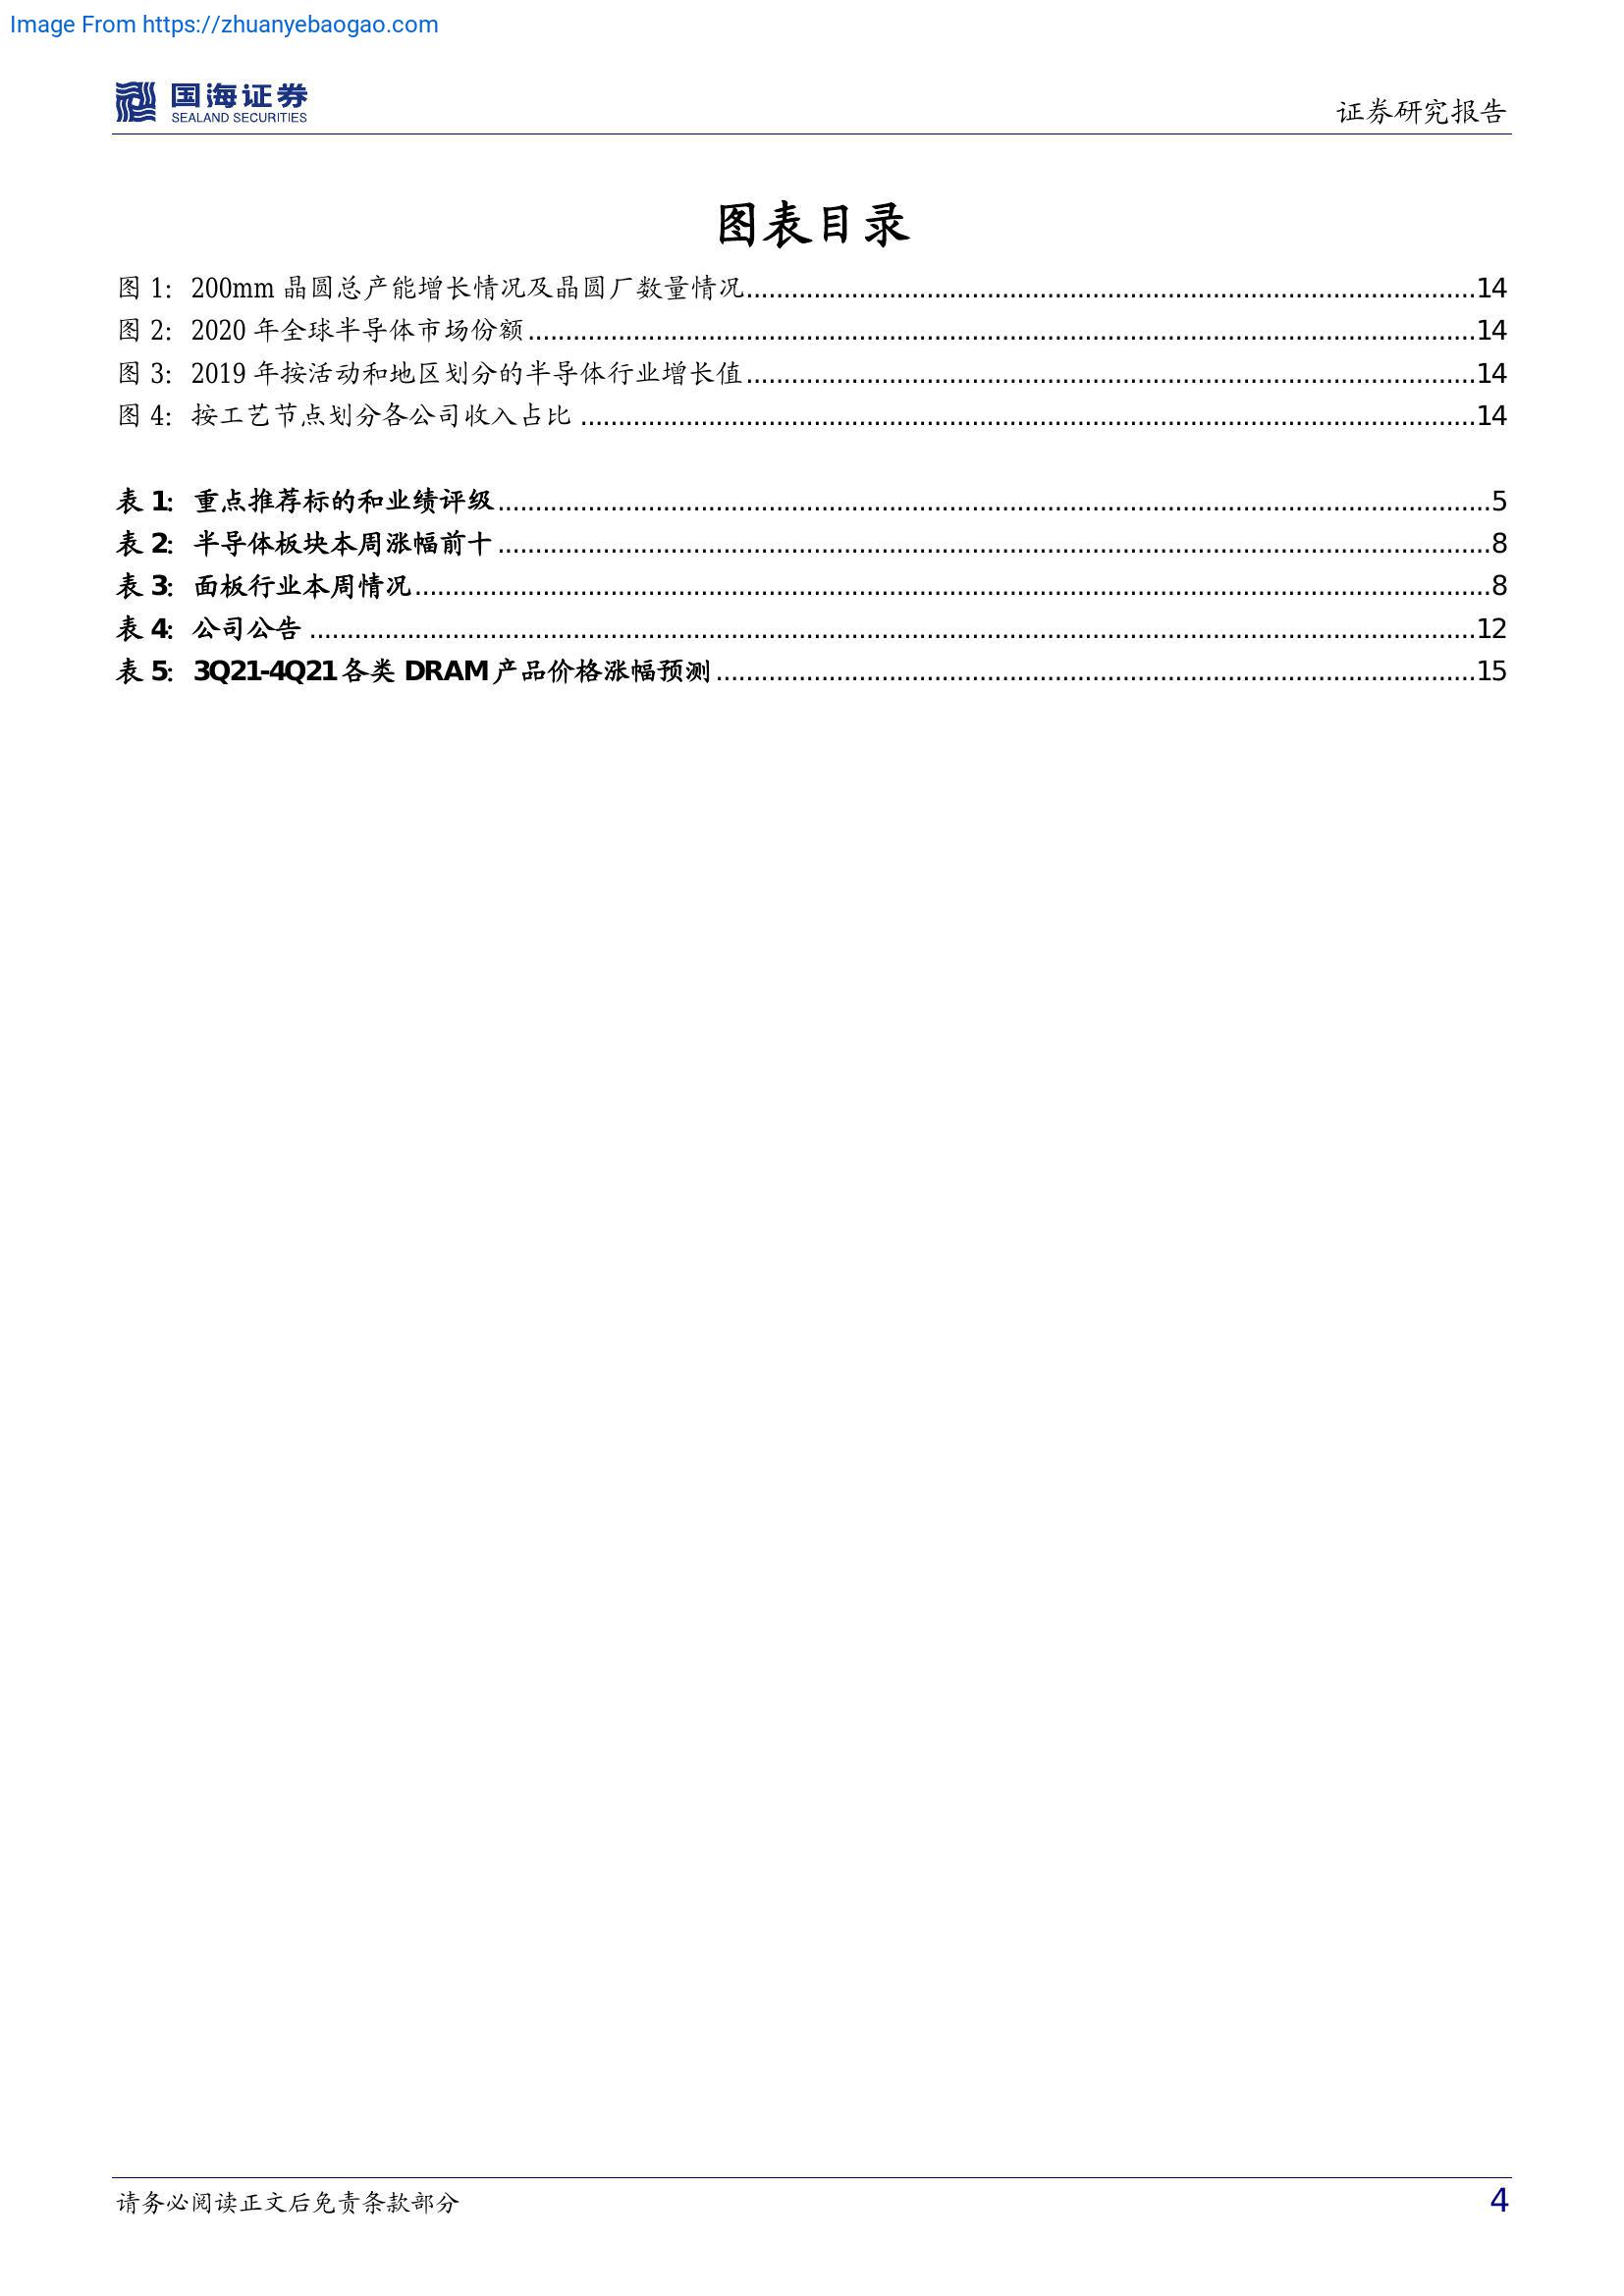 Image From https://zhuanyebaogao.com
国海证券
SEALAND SECURITIES
证券研究报告
图表目录
图 1: 200mm 晶圆总产能增长情况及晶圆厂数量情况....................14
图 2: 2020 年全球半导体市场份额....................14
图 3: 2019 年按活动和地区划分的半导体行业增长值....................14
图 4: 按工艺节点划分各公司收入占比....................14
表 1: 重点推荐标的和业绩评级....................5
表 2: 半导体板块本周涨幅前十....................8
表 3: 面板行业本周情况....................8
表 4: 公司公告....................12
表 5: 3Q21-4Q21 各类 DRAM 产品价格涨幅预测....................15
请务必阅读正文后免责条款部分
4